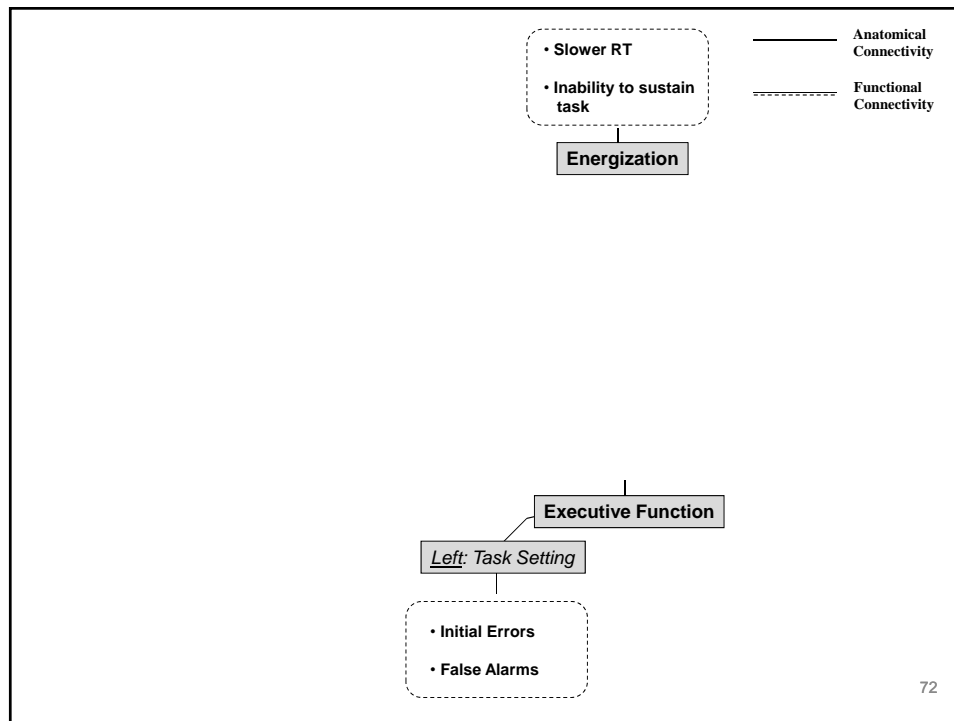 • Slower RT
• Inability to sustain
task
Anatomical
Connectivity
Functional
Connectivity
Energization
Executive Function
Left: Task Setting
• Initial Errors
• False Alarms
72